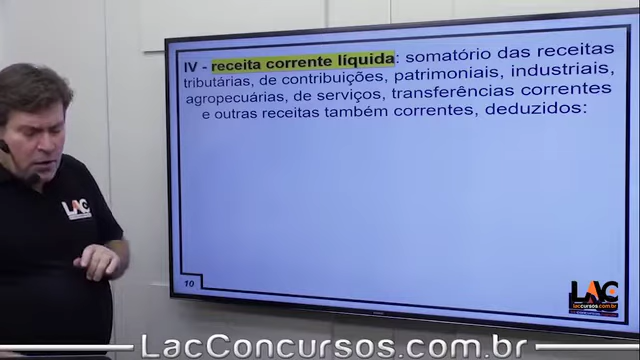 IV - receita corrente líquida: somatório das receitas
tributárias, de contribuições, patrimoniais, industriais,
agropecuárias, de serviços, transferências correntes
e outras receitas também correntes, deduzidos:
LAC
10
LAC
laccursos.com.br
LacConcursos.com.br